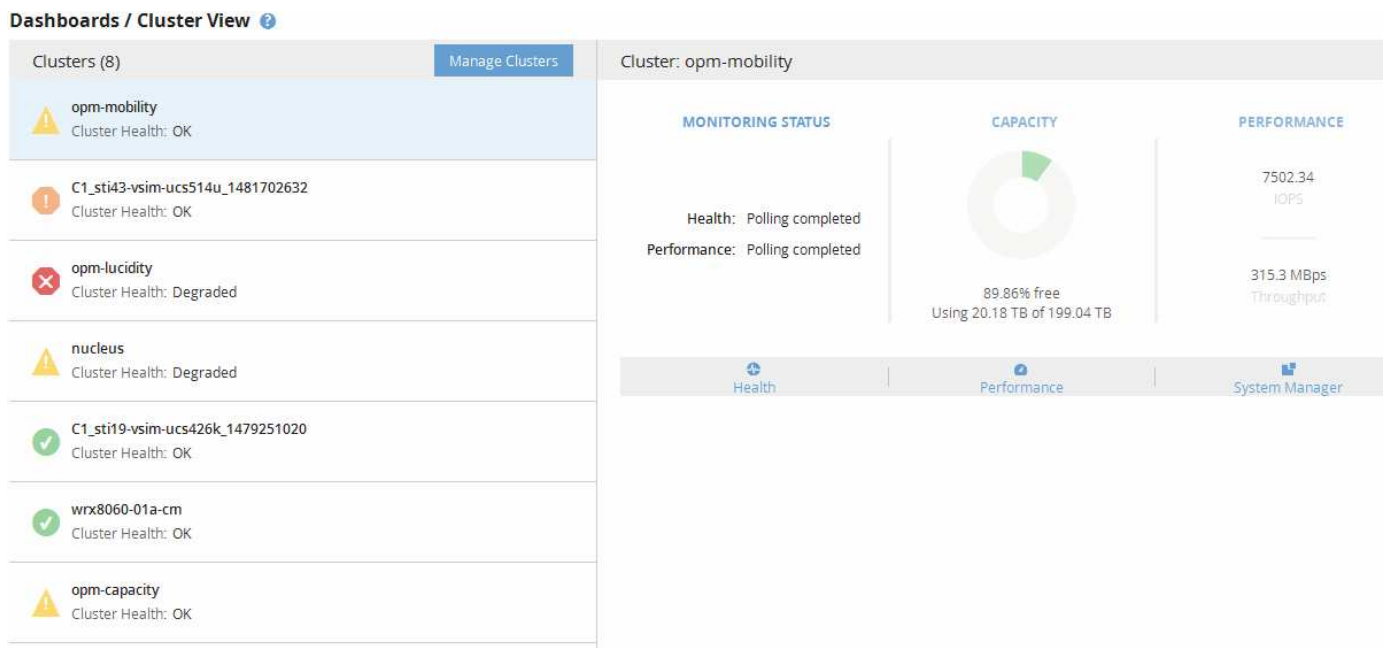 Dashboards / Cluster View ?
Clusters (8)
Manage Clusters
opm-mobility
Cluster Health: OK
C1_sti43-vsim-ucs514u_1481702632
Cluster Health: OK
opm-lucidity
Cluster Health: Degraded
nucleus
Cluster Health: Degraded
C1_sti19-vsim-ucs426k_1479251020
Cluster Health: OK
wrx8060-01a-cm
Cluster Health: OK
opm-capacity
Cluster Health: OK
Cluster: opm-mobility
MONITORING STATUS
Health: Polling completed
Performance: Polling completed
CAPACITY
89.86% free
Using 20.18 TB of 199.04 TB
PERFORMANCE
7502.34
IOPS
315.3 MBps
Throughput
Health
Performance
System Manager